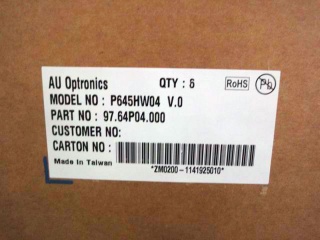 AU Optronics QTY : 6 RoHS Pb
MODEL NO : P645HW04 V.0
PART NO : 97.64P04.000
CUSTOMER NO:
CARTON NO :
Made In Taiwan *ZM0200-1141925010*